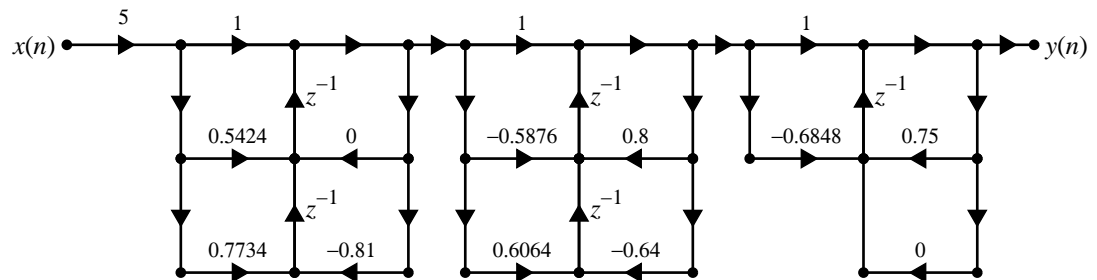 5 1 1 1
x(n) y(n)
z⁻¹ z⁻¹ z⁻¹
0.5424 0 −0.5876 0.8 −0.6848 0.75
z⁻¹ z⁻¹
0.7734 −0.81 0.6064 −0.64 0